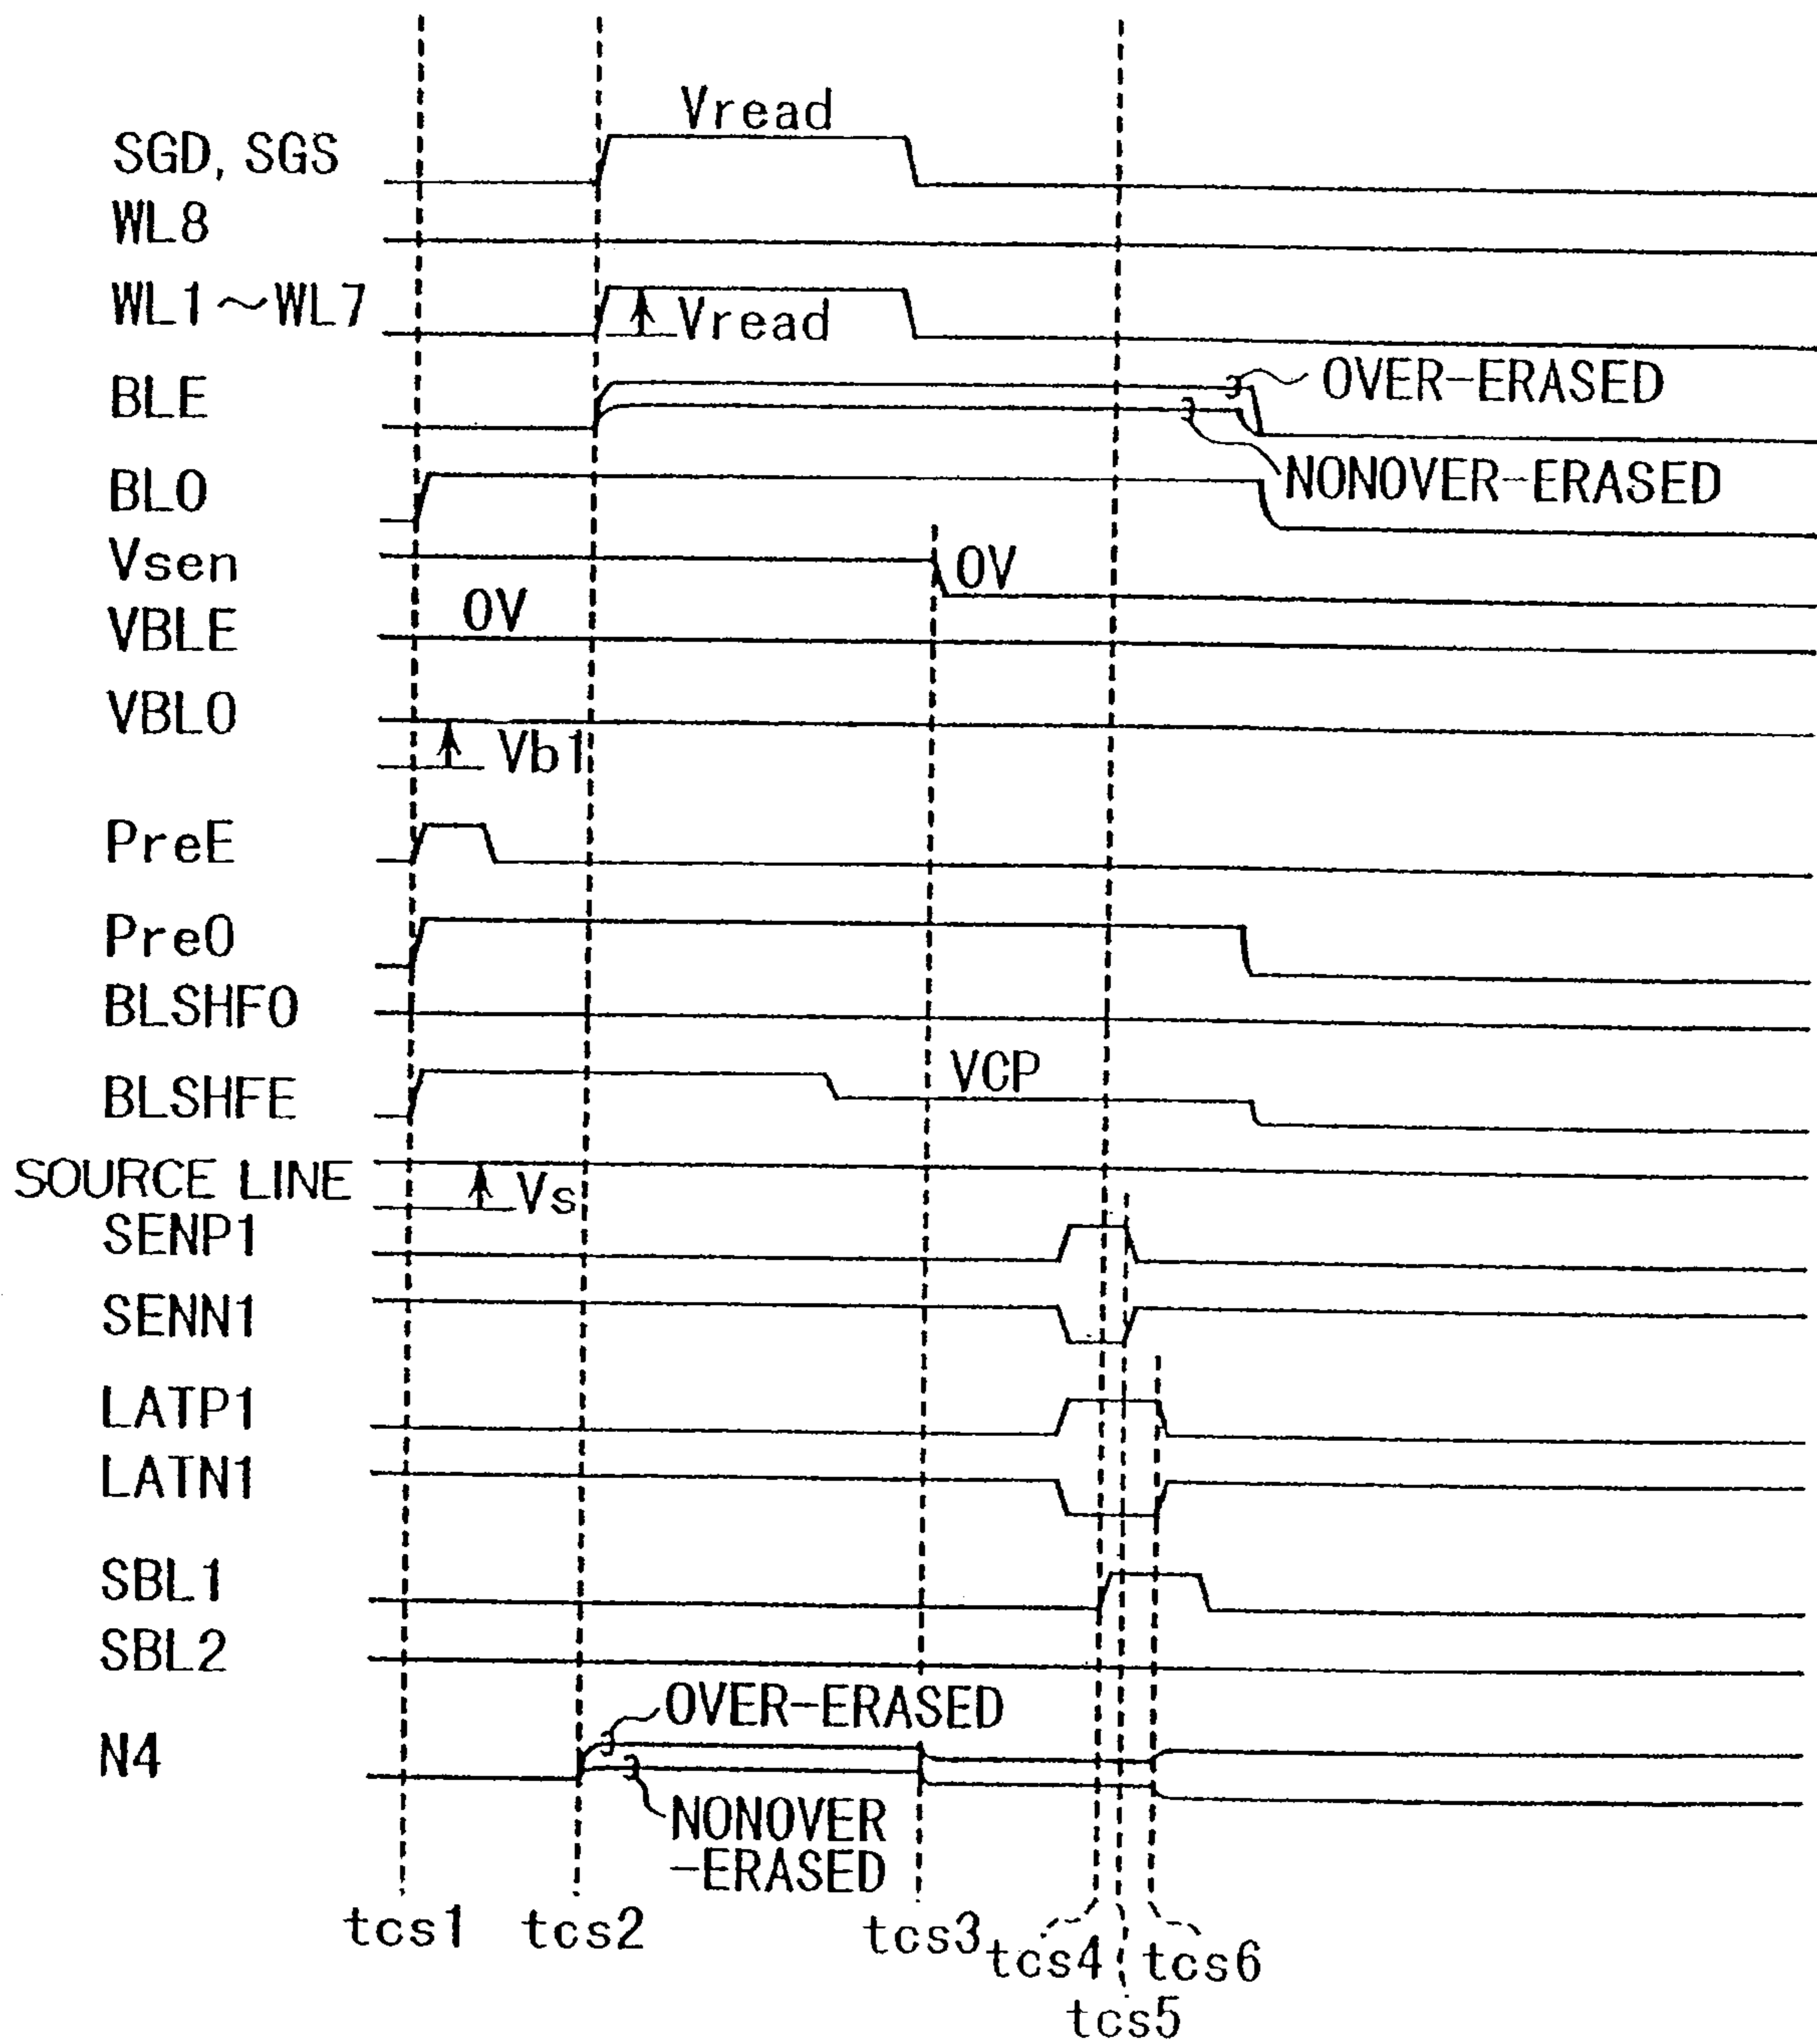 Vread
SGD, SGS
WL8
WL1~WL7
Vread
BLE
OVER-ERASED
NONOVER-ERASED
BLO
Vsen
0V
0V
VBLE
VBLO
Vb1
PreE
PreO
BLSHFO
BLSHFE
VCP
SOURCE LINE
Vs
SENP1
SENN1
LATP1
LATN1
SBL1
SBL2
OVER-ERASED
N4
NONOVER
-ERASED
tcs1
tcs2
tcs3
tcs4
tcs6
tcs5